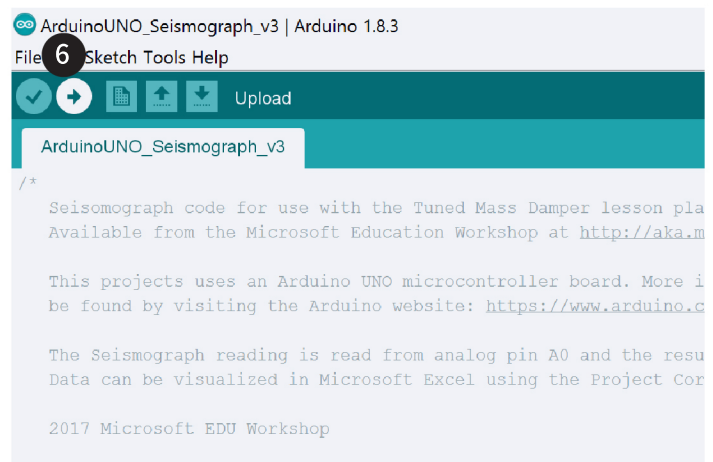 ArduinoUNO_Seismograph_v3 | Arduino 1.8.3
File 6 Sketch Tools Help
Upload
ArduinoUNO_Seismograph_v3
/*
Seisomograph code for use with the Tuned Mass Damper lesson pla
Available from the Microsoft Education Workshop at http://aka.m
This projects uses an Arduino UNO microcontroller board. More i
be found by visiting the Arduino website: https://www.arduino.c
The Seismograph reading is read from analog pin A0 and the resu
Data can be visualized in Microsoft Excel using the Project Cor
2017 Microsoft EDU Workshop